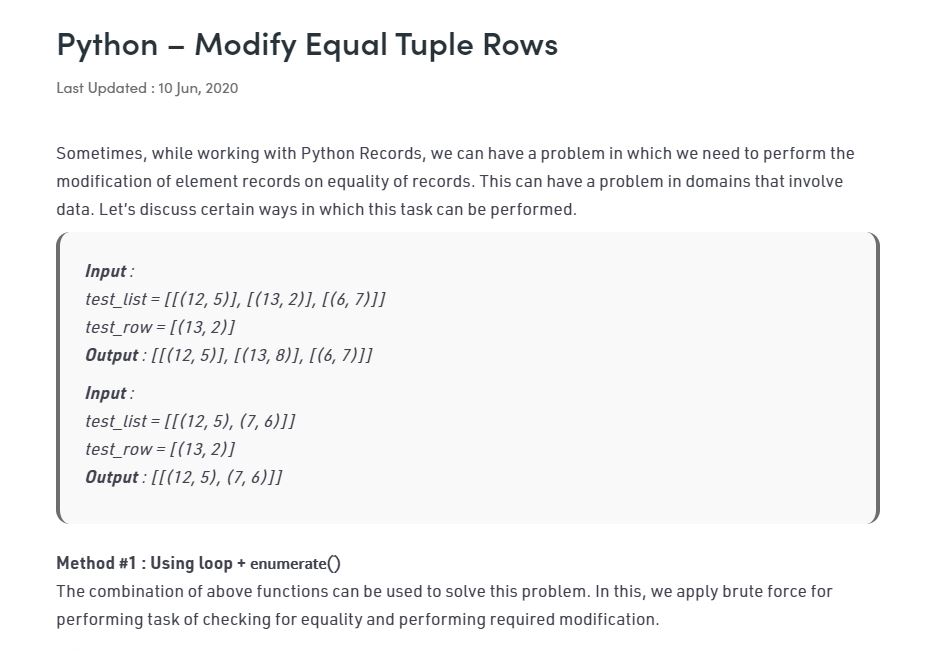 Python – Modify Equal Tuple Rows
Last Updated : 10 Jun, 2020
Sometimes, while working with Python Records, we can have a problem in which we need to perform the
modification of element records on equality of records. This can have a problem in domains that involve
data. Let’s discuss certain ways in which this task can be performed.
Input :
test_list = [[(12, 5)], [(13, 2)], [(6, 7)]]
test_row = [(13, 2)]
Output : [[(12, 5)], [(13, 8)], [(6, 7)]]
Input :
test_list = [[(12, 5), (7, 6)]]
test_row = [(13, 2)]
Output : [[(12, 5), (7, 6)]]
Method #1 : Using loop + enumerate()
The combination of above functions can be used to solve this problem. In this, we apply brute force for
performing task of checking for equality and performing required modification.